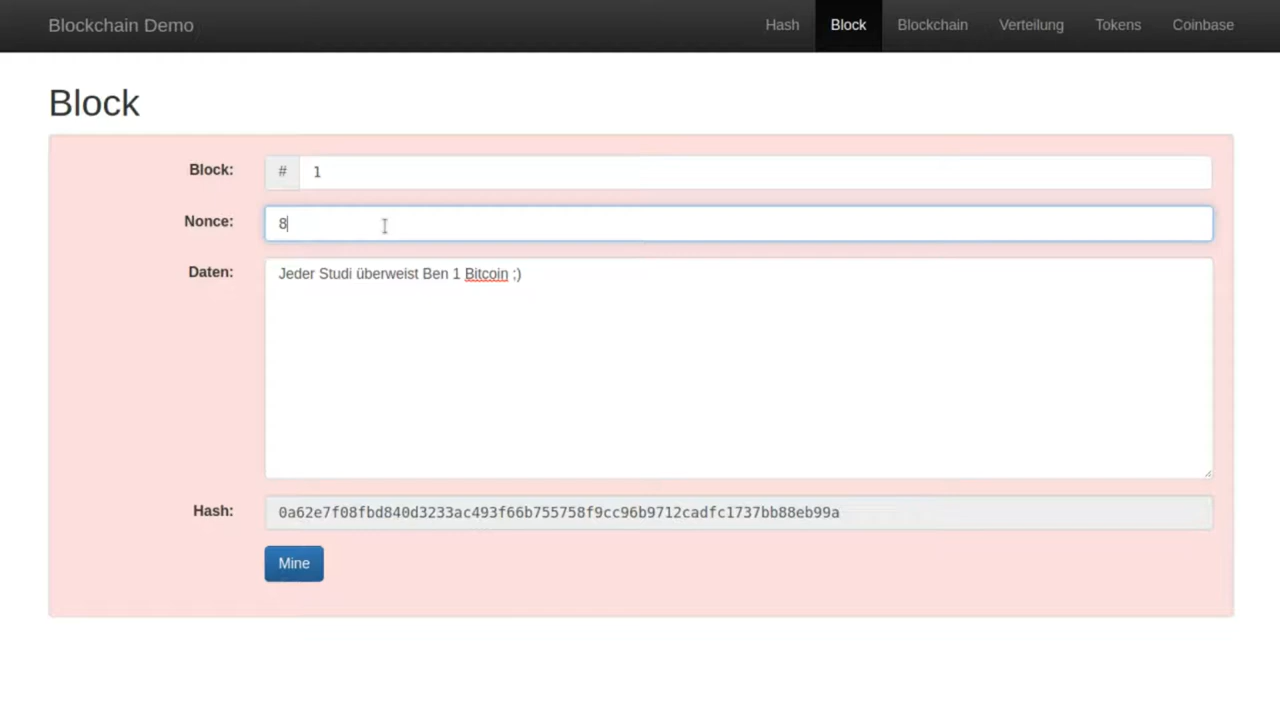 Blockchain Demo Hash Block Blockchain Verteilung Tokens Coinbase
Block
Block: # 1
Nonce: 8
Daten: Jeder Studi überweist Ben 1 Bitcoin ;)
Hash: 0a62e7f08fbd840d3233ac493f66b755758f9cc96b9712cadfc1737bb88eb99a
Mine